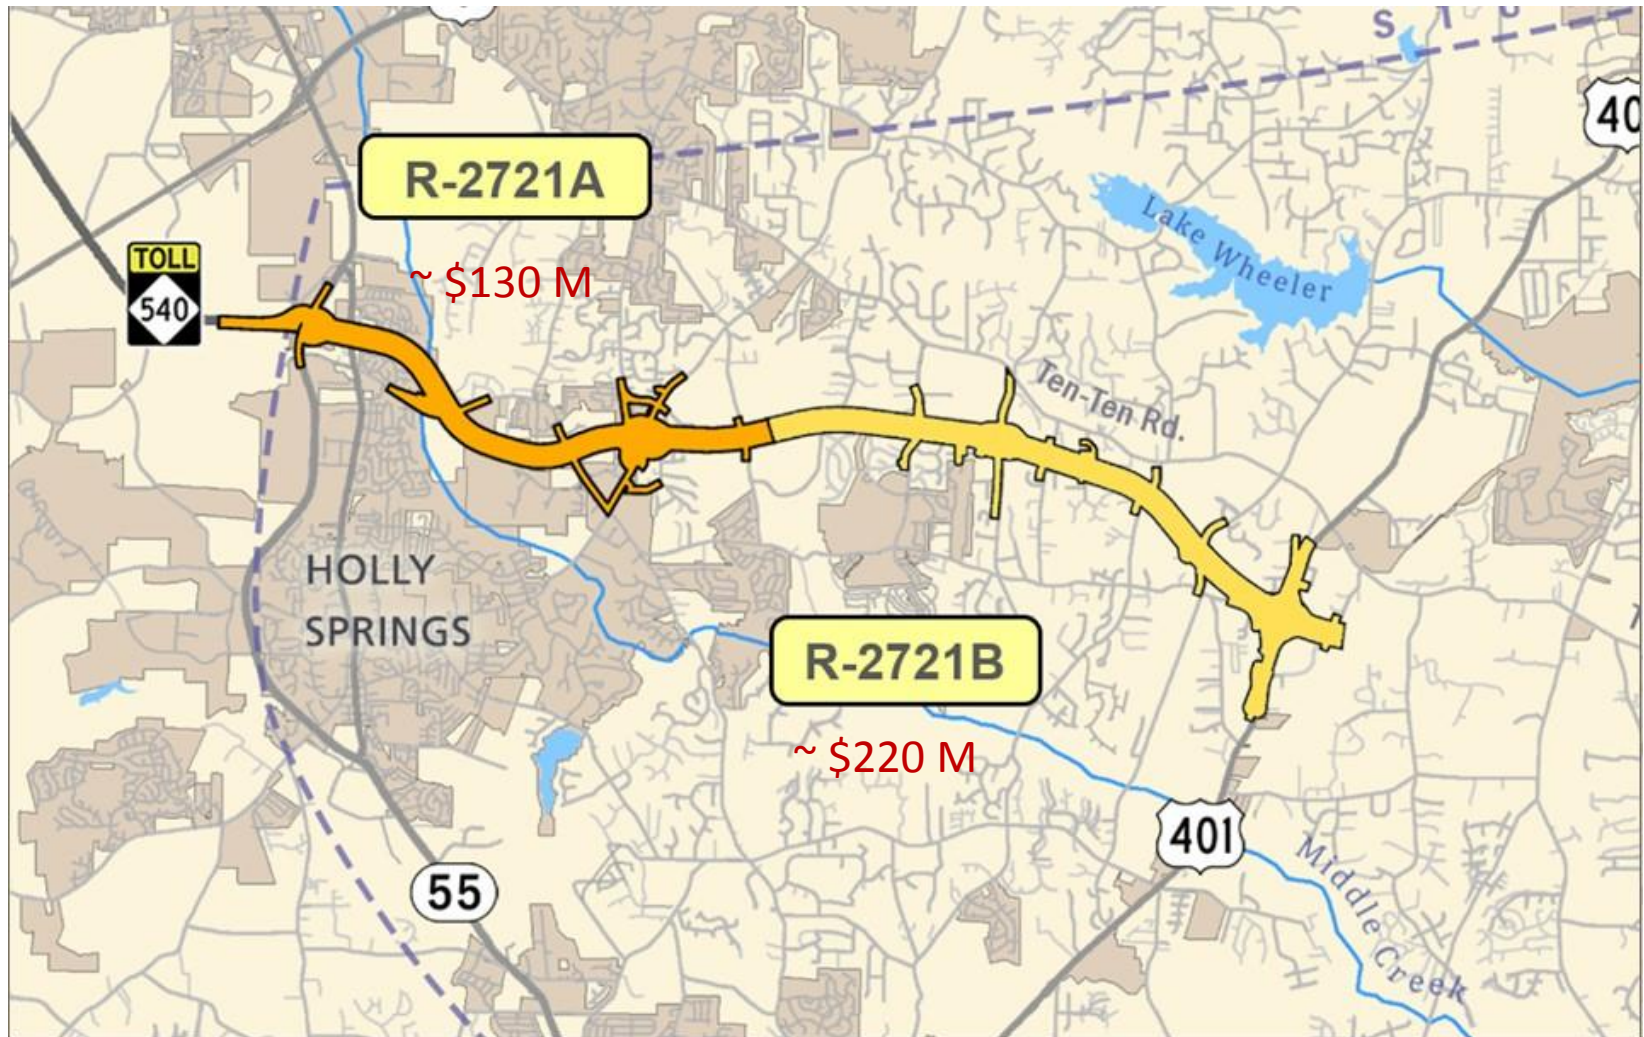 S T U
40
R-2721A
Lake Wheeler
~ $130 M
TOLL
540
Ten-Ten Rd.
HOLLY
SPRINGS
R-2721B
~ $220 M
401
Middle Creek
55